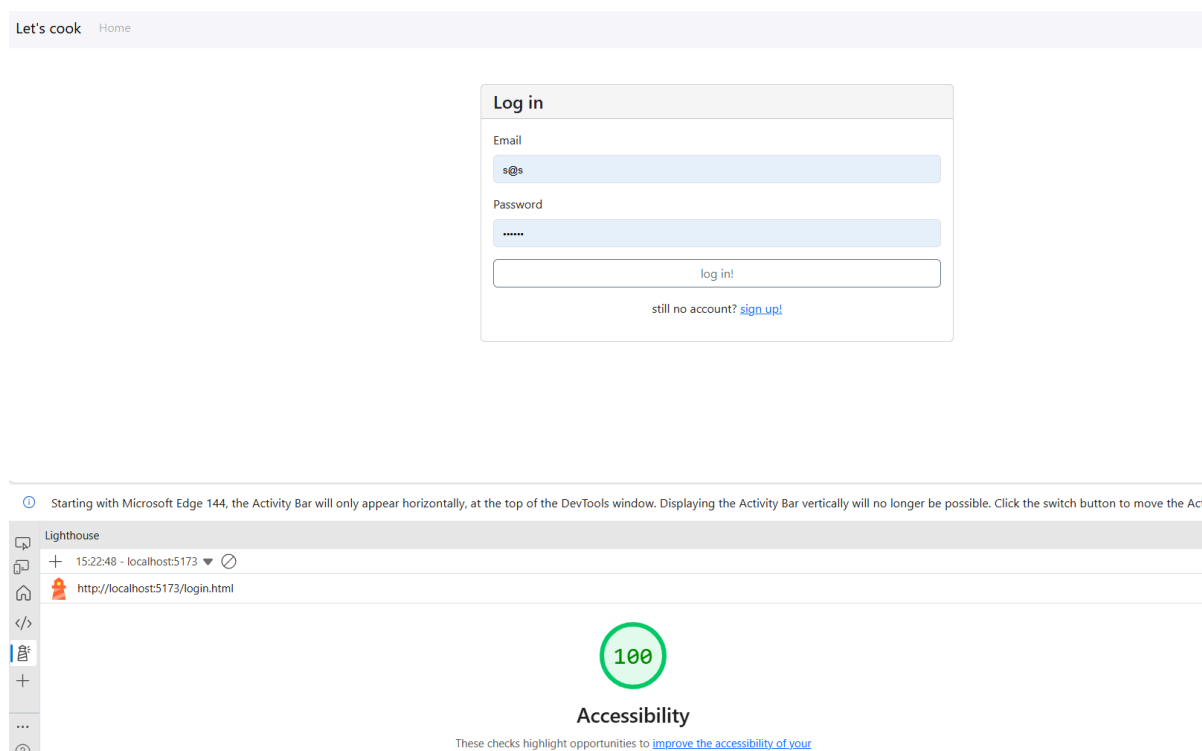 Let's cook Home
Log in
Email
s@s
Password
••••••
log in!
still no account? sign up!
Starting with Microsoft Edge 144, the Activity Bar will only appear horizontally, at the top of the DevTools window. Displaying the Activity Bar vertically will no longer be possible. Click the switch button to move the
Lighthouse
15:22:48 - localhost:5173
http://localhost:5173/login.html
100
Accessibility
These checks highlight opportunities to improve the accessibility of your